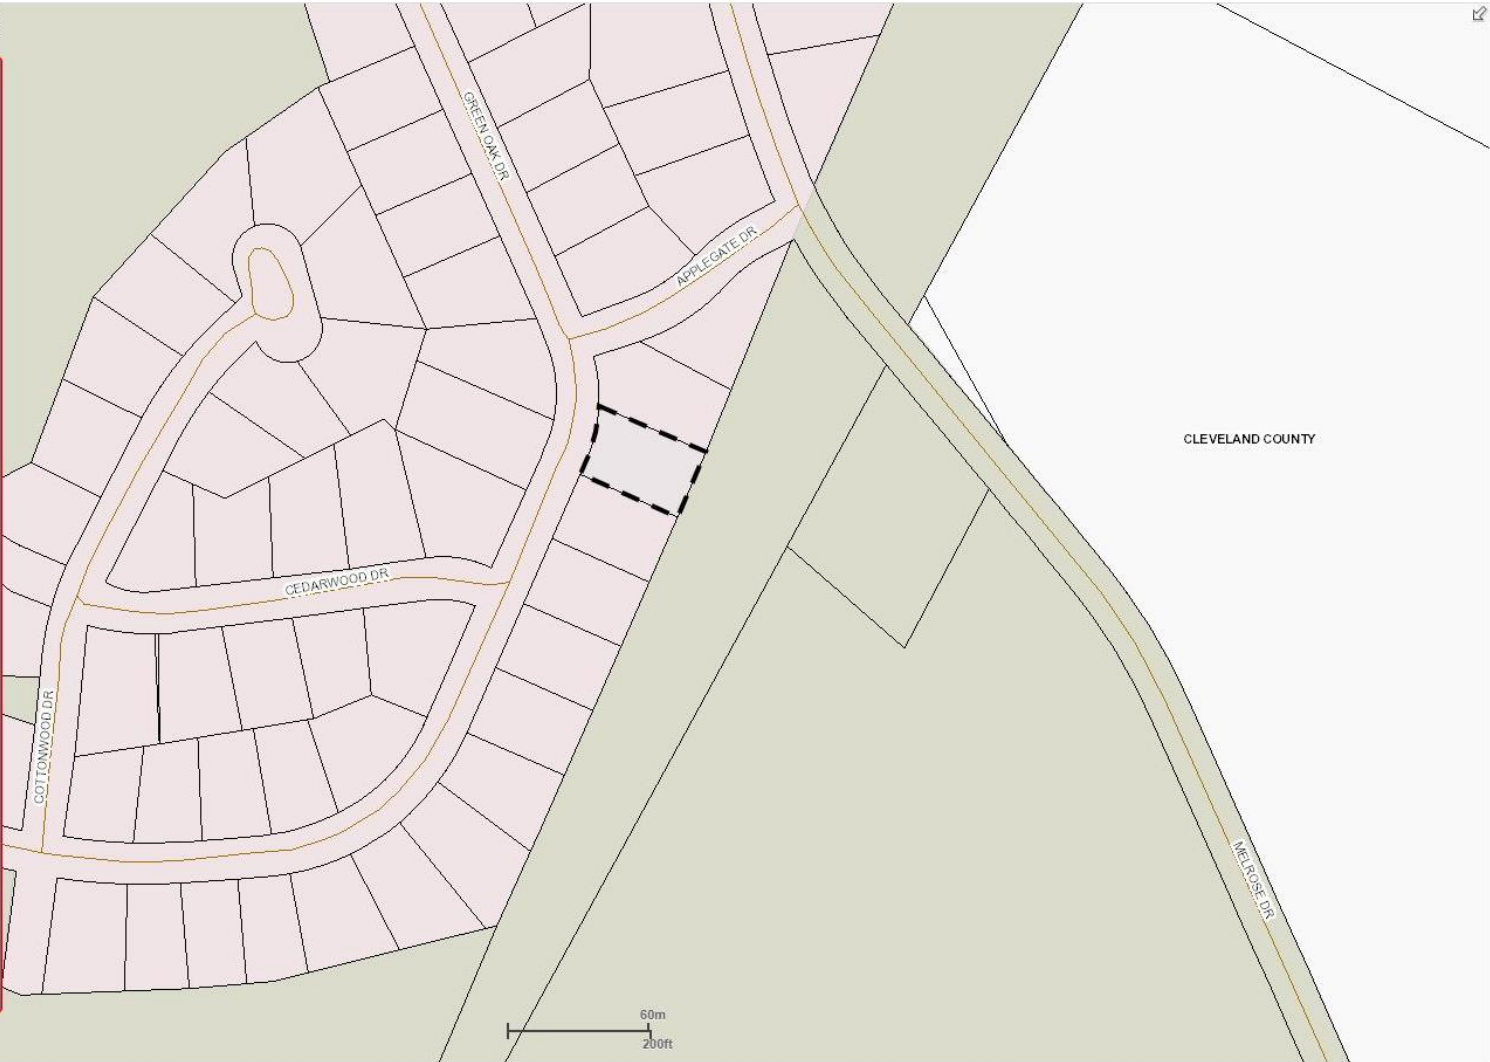 GREEN OAK DR
APPLEGATE DR
CLEVELAND COUNTY
CEDARWOOD DR
COTTONWOOD DR
MELROSE DR
60m
200ft